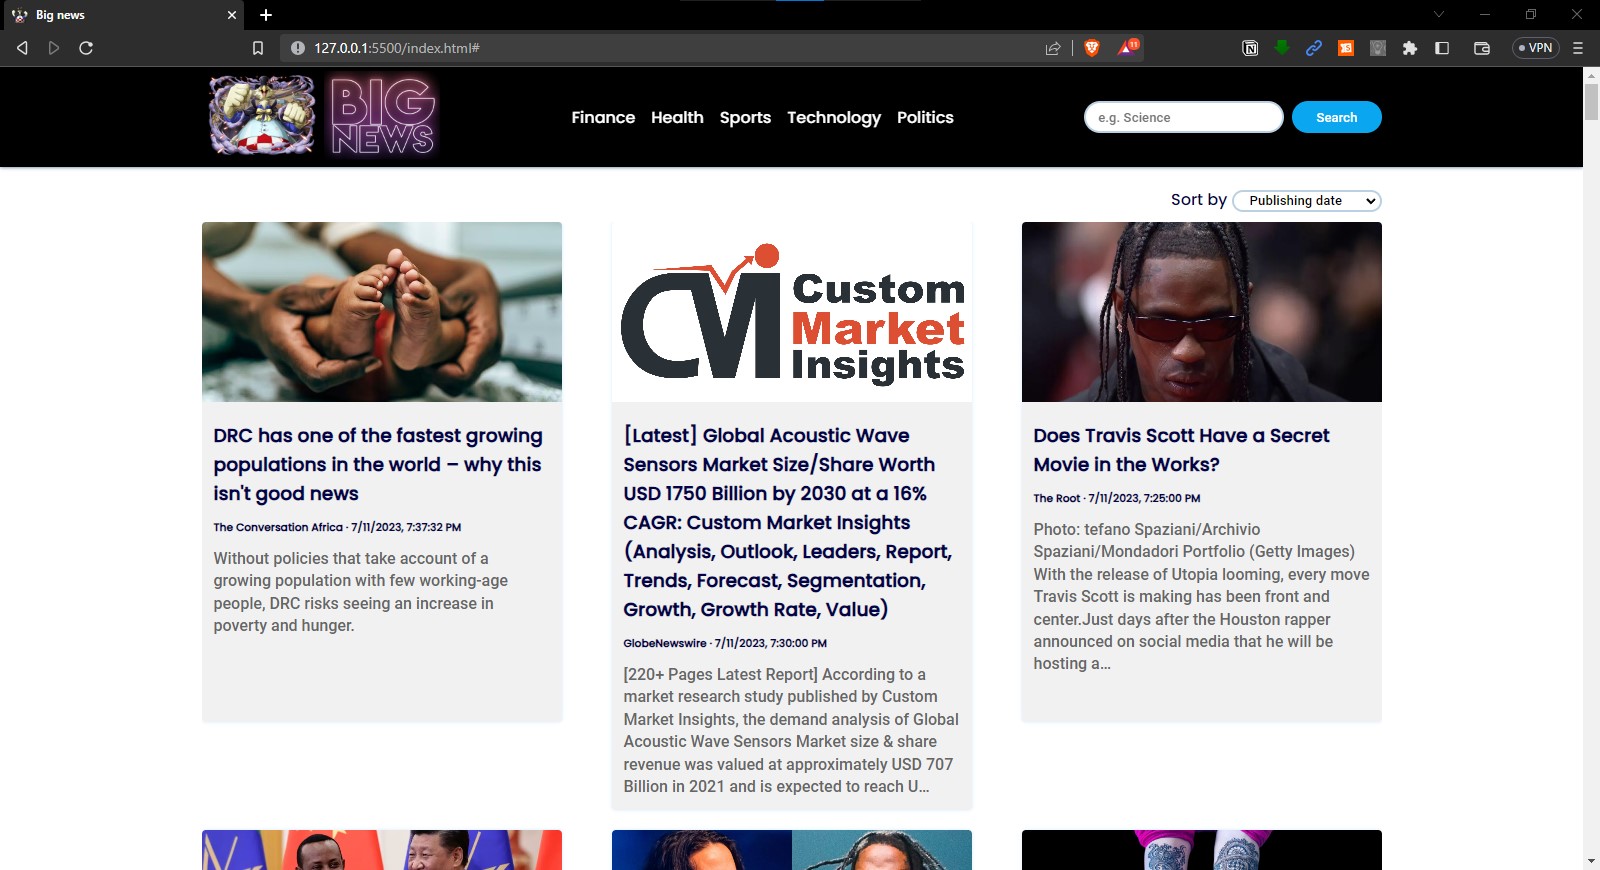 Big news
127.0.0.1:5500/index.html#
11
VPN
BIG
NEWS
Finance Health Sports Technology Politics
e.g. Science
Search
Sort by Publishing date
CMI Custom
Market
Insights
DRC has one of the fastest growing
populations in the world – why this
isn't good news
The Conversation Africa · 7/11/2023, 7:37:32 PM
Without policies that take account of a
growing population with few working-age
people, DRC risks seeing an increase in
poverty and hunger.
[Latest] Global Acoustic Wave
Sensors Market Size/Share Worth
USD 1750 Billion by 2030 at a 16%
CAGR: Custom Market Insights
(Analysis, Outlook, Leaders, Report,
Trends, Forecast, Segmentation,
Growth, Growth Rate, Value)
GlobeNewswire · 7/11/2023, 7:30:00 PM
[220+ Pages Latest Report] According to a
market research study published by Custom
Market Insights, the demand analysis of Global
Acoustic Wave Sensors Market size & share
revenue was valued at approximately USD 707
Billion in 2021 and is expected to reach U…
Does Travis Scott Have a Secret
Movie in the Works?
The Root · 7/11/2023, 7:25:00 PM
Photo: tefano Spaziani/Archivio
Spaziani/Mondadori Portfolio (Getty Images)
With the release of Utopia looming, every move
Travis Scott is making has been front and
center.Just days after the Houston rapper
announced on social media that he will be
hosting a…